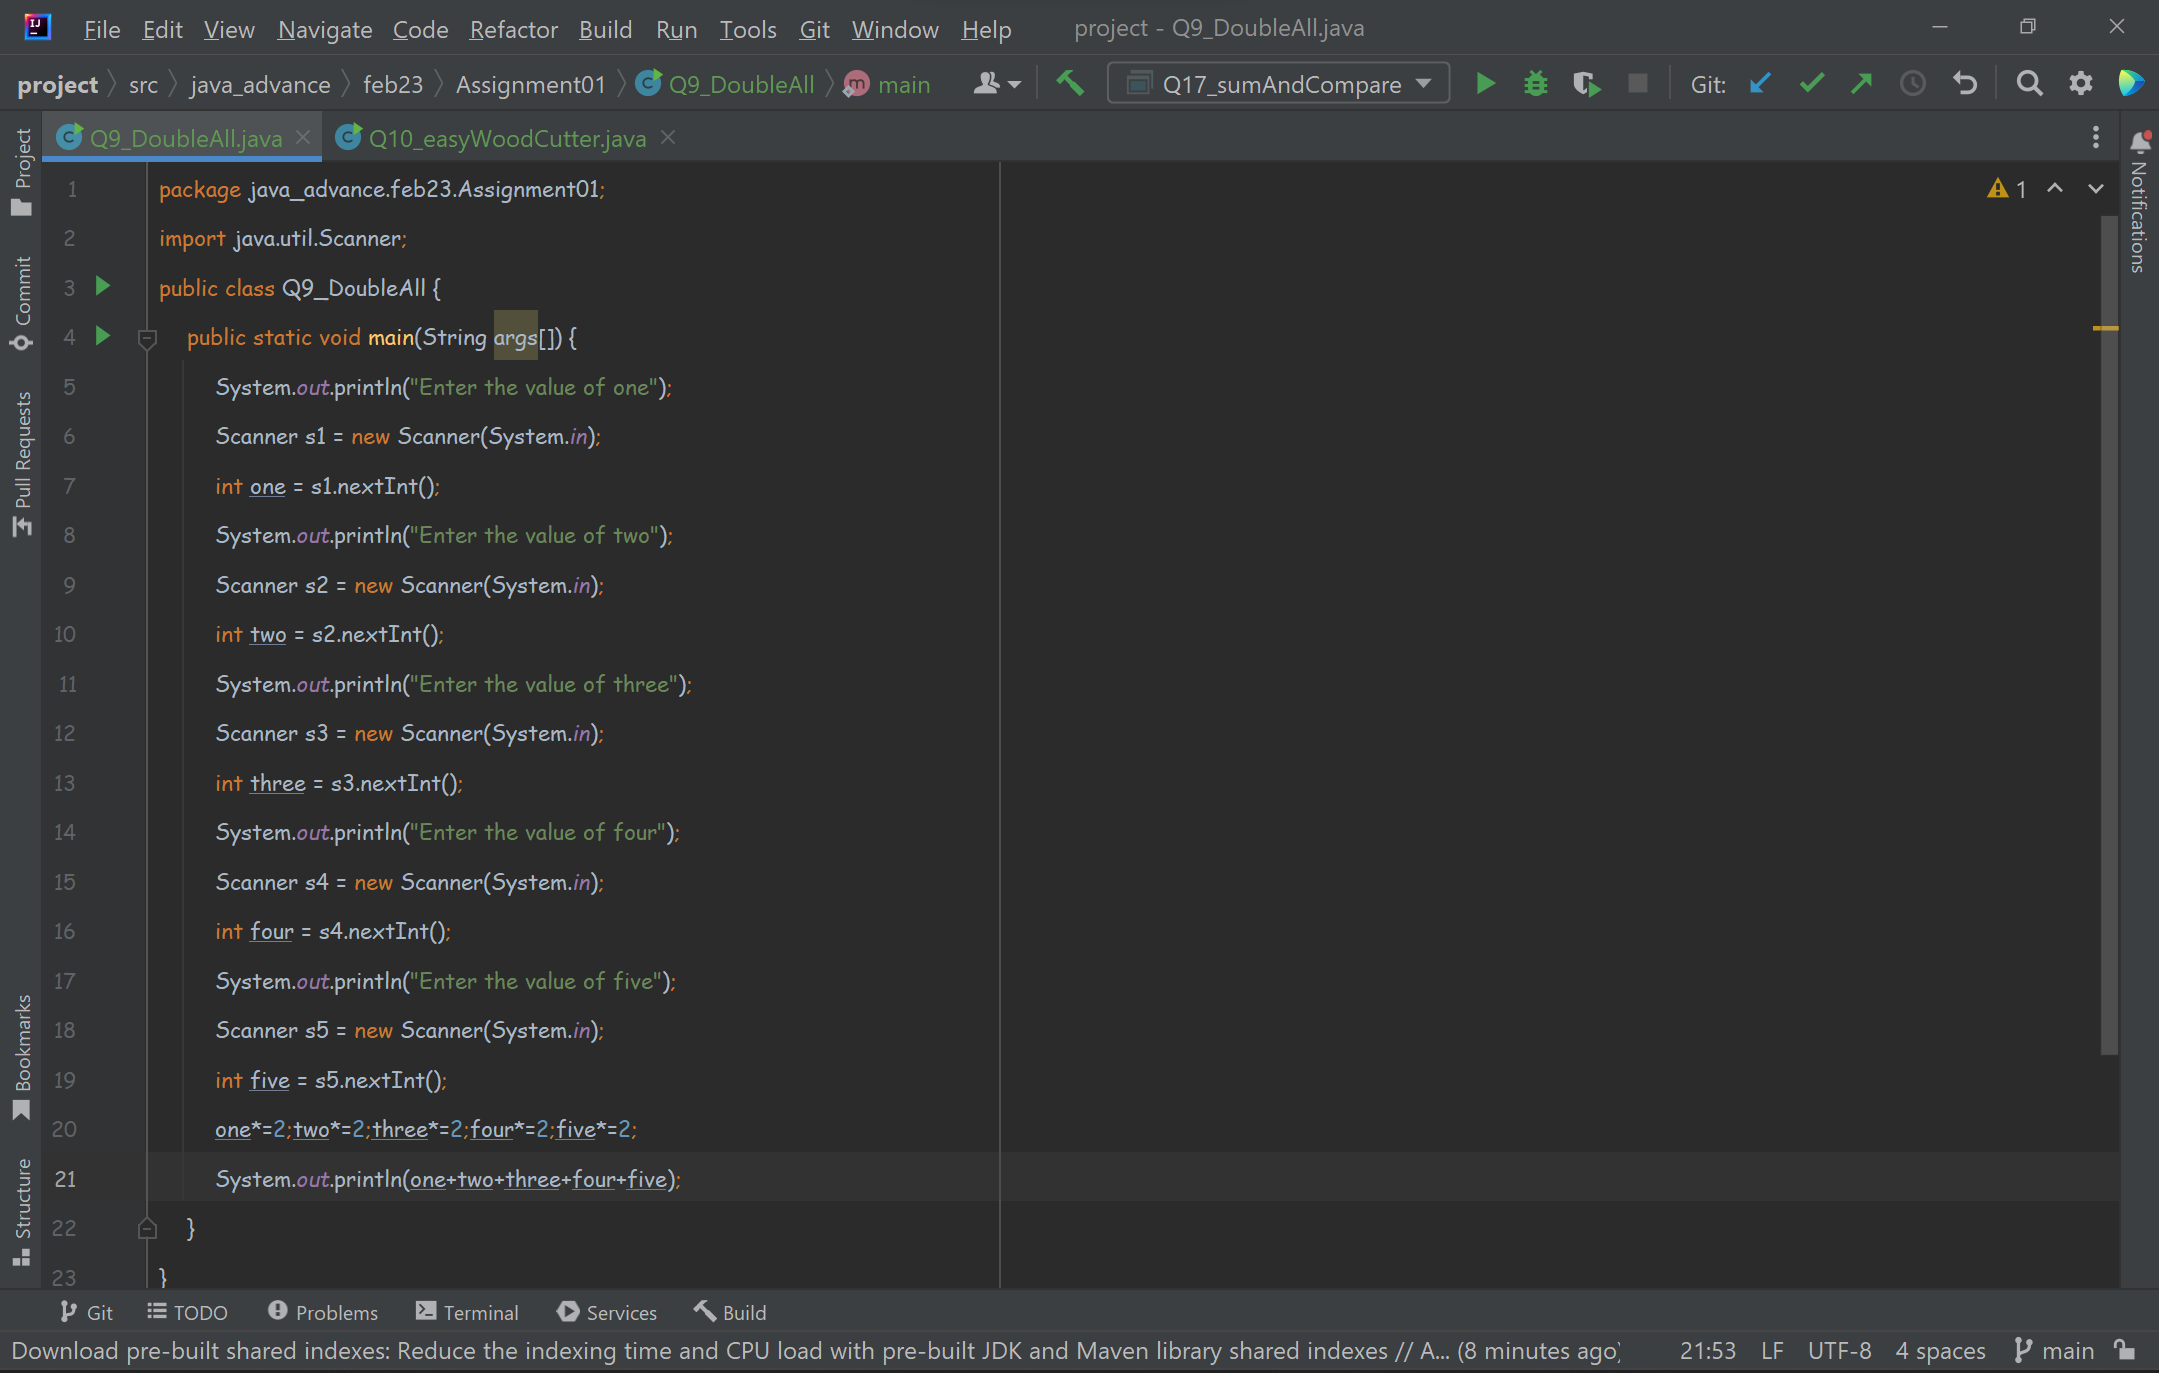 File Edit View Navigate Code Refactor Build Run Tools Git Window Help project - Q9_DoubleAll.java
project src java_advance feb23 Assignment01 Q9_DoubleAll main Q17_sumAndCompare Git:
Q9_DoubleAll.java Q10_easyWoodCutter.java
Project
Commit
Pull Requests
Bookmarks
Structure
Notifications
1
1 package java_advance.feb23.Assignment01;
2 import java.util.Scanner;
3 public class Q9_DoubleAll {
4 public static void main(String args[]) {
5 System.out.println("Enter the value of one");
6 Scanner s1 = new Scanner(System.in);
7 int one = s1.nextInt();
8 System.out.println("Enter the value of two");
9 Scanner s2 = new Scanner(System.in);
10 int two = s2.nextInt();
11 System.out.println("Enter the value of three");
12 Scanner s3 = new Scanner(System.in);
13 int three = s3.nextInt();
14 System.out.println("Enter the value of four");
15 Scanner s4 = new Scanner(System.in);
16 int four = s4.nextInt();
17 System.out.println("Enter the value of five");
18 Scanner s5 = new Scanner(System.in);
19 int five = s5.nextInt();
20 one*=2;two*=2;three*=2;four*=2;five*=2;
21 System.out.println(one+two+three+four+five);
22 }
23 }
Git TODO Problems Terminal Services Build
Download pre-built shared indexes: Reduce the indexing time and CPU load with pre-built JDK and Maven library shared indexes // A... (8 minutes ago) 21:53 LF UTF-8 4 spaces main